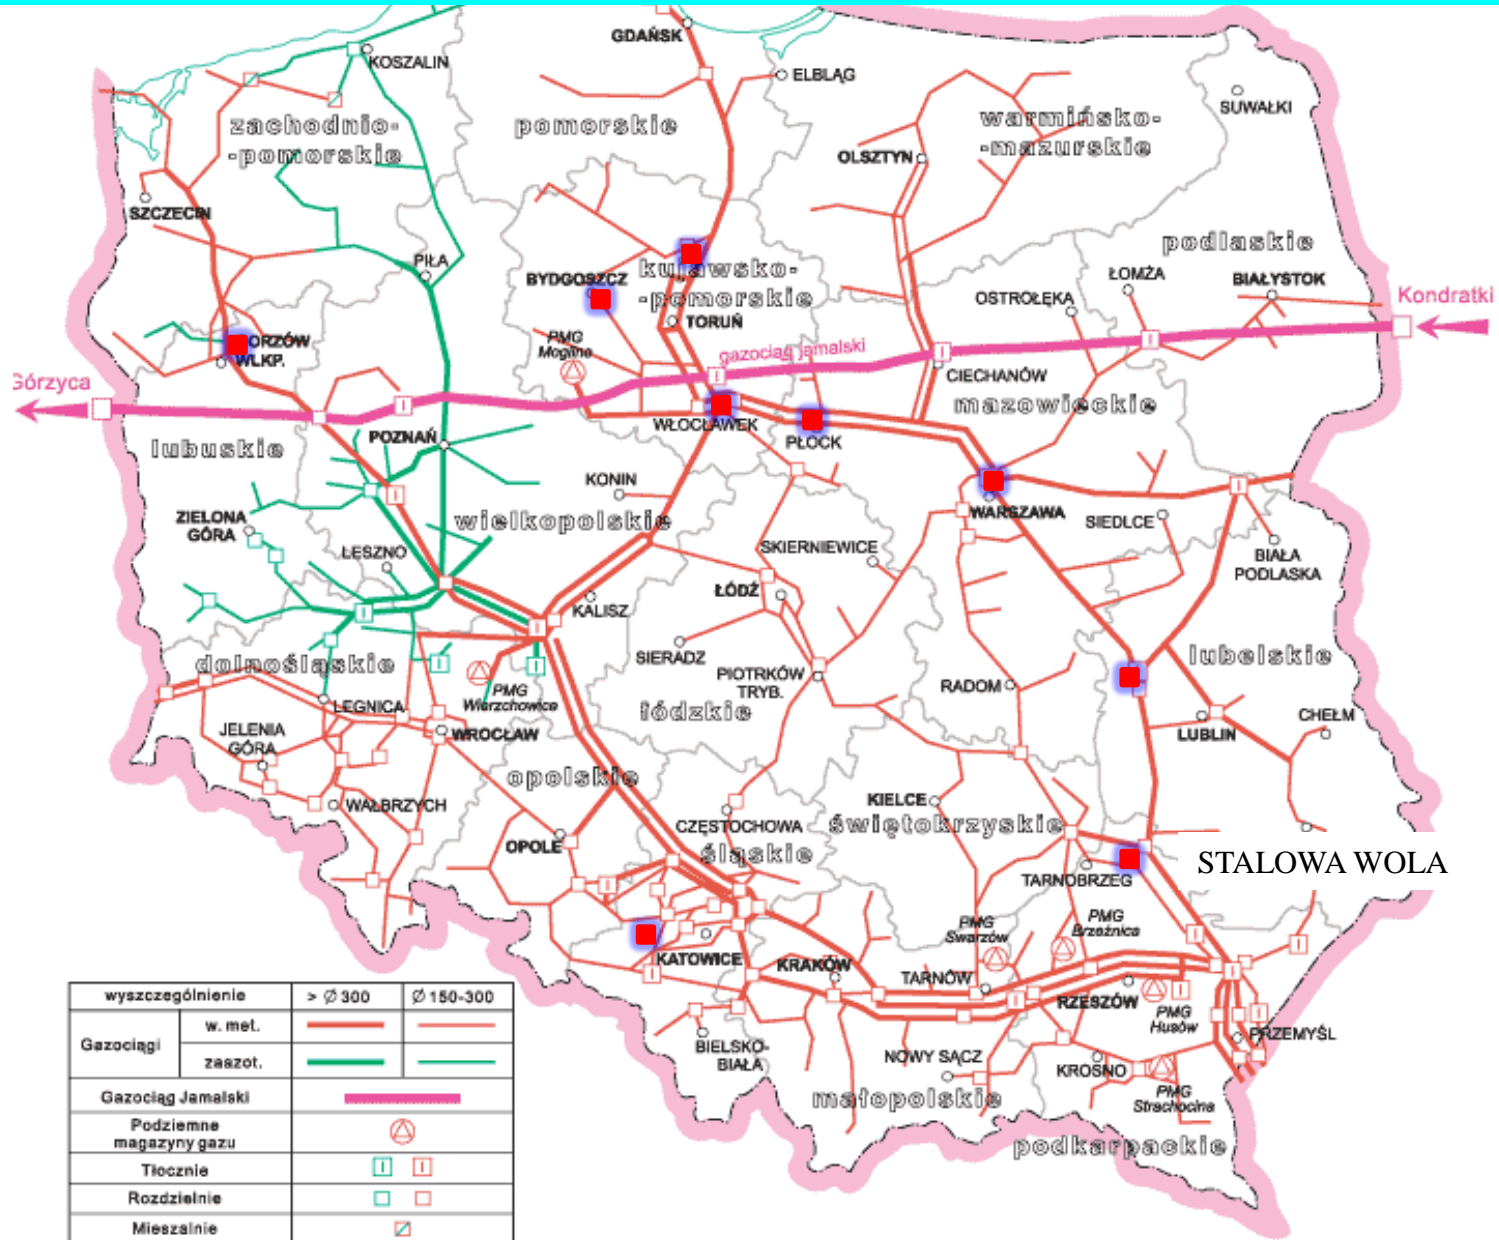 GDAŃSK
KOSZALIN
ELBLĄG
SUWAŁKI
zachodnio-
-pomorskie
pomorskie
warmińsko-
-mazurskie
OLSZTYN
SZCZECIN
podlaskie
PIŁA
BYDGOSZCZ
kujawsko-
-pomorskie
ŁOMŻA
BIAŁYSTOK
OSTROŁĘKA
Kondratki
TORUŃ
PMG
Mogilno
ORZÓW
WLKP.
gazociąg jamalski
Górzyca
CIECHANÓW
mazowieckie
WŁOCŁAWEK
PŁOCK
POZNAŃ
lubuskie
KONIN
WARSZAWA
SIEDLCE
ZIELONA
GÓRA
wielkopolskie
LESZNO
SKIERNIEWICE
BIAŁA
PODLASKA
ŁÓDŹ
KALISZ
SIERADZ
PIOTRKÓW
TRYB.
RADOM
lubelskie
dolnośląskie
PMG
Wierzchowice
łódzkie
LEGNICA
CHEŁM
LUBLIN
JELENIA
GÓRA
WROCŁAW
opolskie
WAŁBRZYCH
KIELCE
CZĘSTOCHOWA
świętokrzyskie
OPOLE
śląskie
STALOWA WOLA
TARNOBRZEG
PMG
Swarzów
PMG
Brzeźnica
KATOWICE
KRAKÓW
TARNÓW
RZESZÓW
PMG
Husów
PRZEMYŚL
BIELSKO-
BIAŁA
NOWY SĄCZ
KROSNO
PMG
Strachocina
małopolskie
podkarpackie
wyszczególnienie > Ø 300 Ø 150-300
Gazociągi w. met.
zaazot.
Gazociąg Jamalski
Podziemne
magazyny gazu
Tłocznie
Rozdzielnie
Mieszalnie